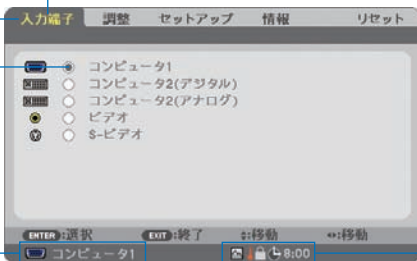 入力端子 調整 セットアップ 情報 リセット
コンピュータ1
コンピュータ2(デジタル)
コンピュータ2(アナログ)
ビデオ
S-ビデオ
ENTER:選択 EXIT:終了 :移動 :移動
コンピュータ1 8:00